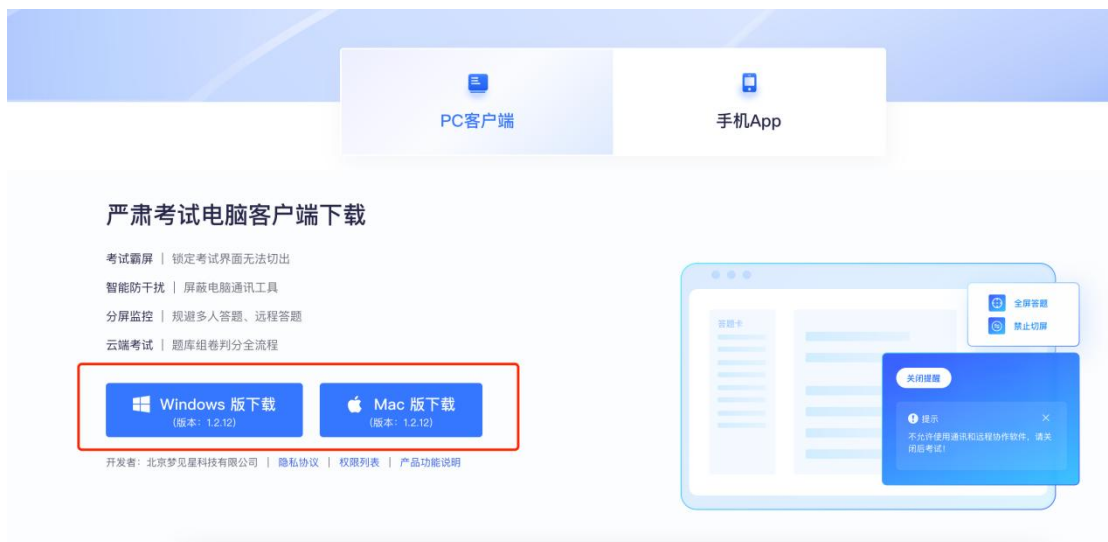 PC客户端
手机App
严肃考试电脑客户端下载
考试霸屏 | 锁定考试界面无法切出
智能防干扰 | 屏蔽电脑通讯工具
分屏监控 | 规避多人答题、远程答题
云端考试 | 题库组卷判分全流程
Windows 版下载
(版本：1.2.12)
Mac 版下载
(版本：1.2.12)
开发者：北京梦见星科技有限公司 | 隐私协议 | 权限列表 | 产品功能说明
答题卡
全屏答题
禁止切屏
关闭提醒
提示
不允许使用通讯和远程协作软件，请关
闭后考试!